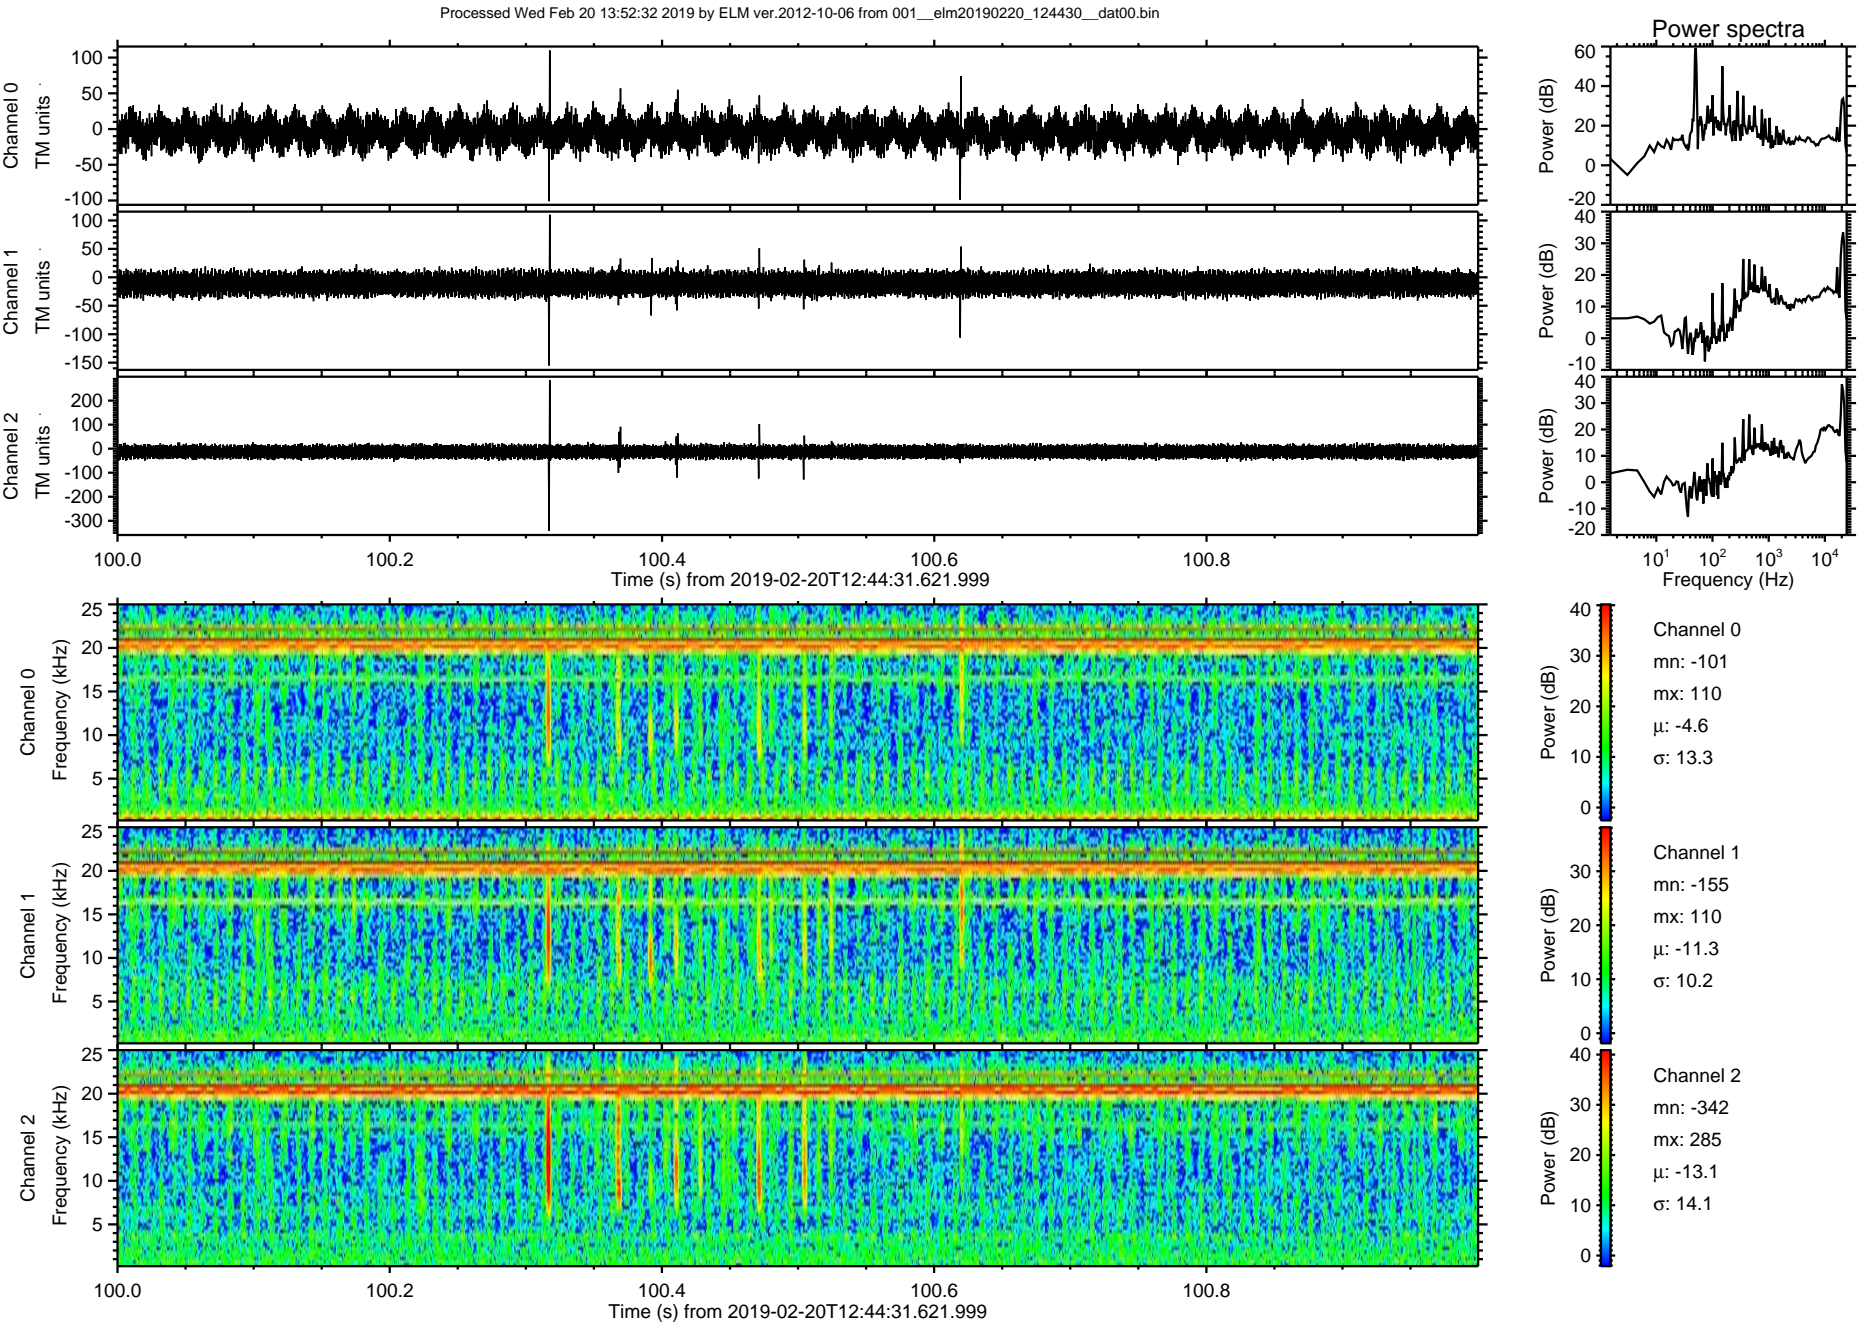 Processed Wed Feb 20 13:52:32 2019 by ELM ver.2012-10-06 from 001__elm20190220_124430__dat00.bin
Power spectra
Channel 0
TM units
100
50
0
-50
-100
Power (dB)
60
40
20
0
-20
Channel 1
TM units
100
50
0
-50
-100
-150
Power (dB)
40
30
20
10
0
-10
Channel 2
TM units
200
100
0
-100
-200
-300
Power (dB)
40
30
20
10
0
-10
-20
100.0 100.2 100.4 100.6 100.8
Time (s) from 2019-02-20T12:44:31.621.999
10¹ 10² 10³ 10⁴
Frequency (Hz)
Channel 0
Frequency (kHz)
25
20
15
10
5
Power (dB)
40
30
20
10
0
Channel 0
mn: -101
mx: 110
μ: -4.6
σ: 13.3
Channel 1
Frequency (kHz)
25
20
15
10
5
Power (dB)
30
20
10
0
Channel 1
mn: -155
mx: 110
μ: -11.3
σ: 10.2
Channel 2
Frequency (kHz)
25
20
15
10
5
Power (dB)
40
30
20
10
0
Channel 2
mn: -342
mx: 285
μ: -13.1
σ: 14.1
100.0 100.2 100.4 100.6 100.8
Time (s) from 2019-02-20T12:44:31.621.999